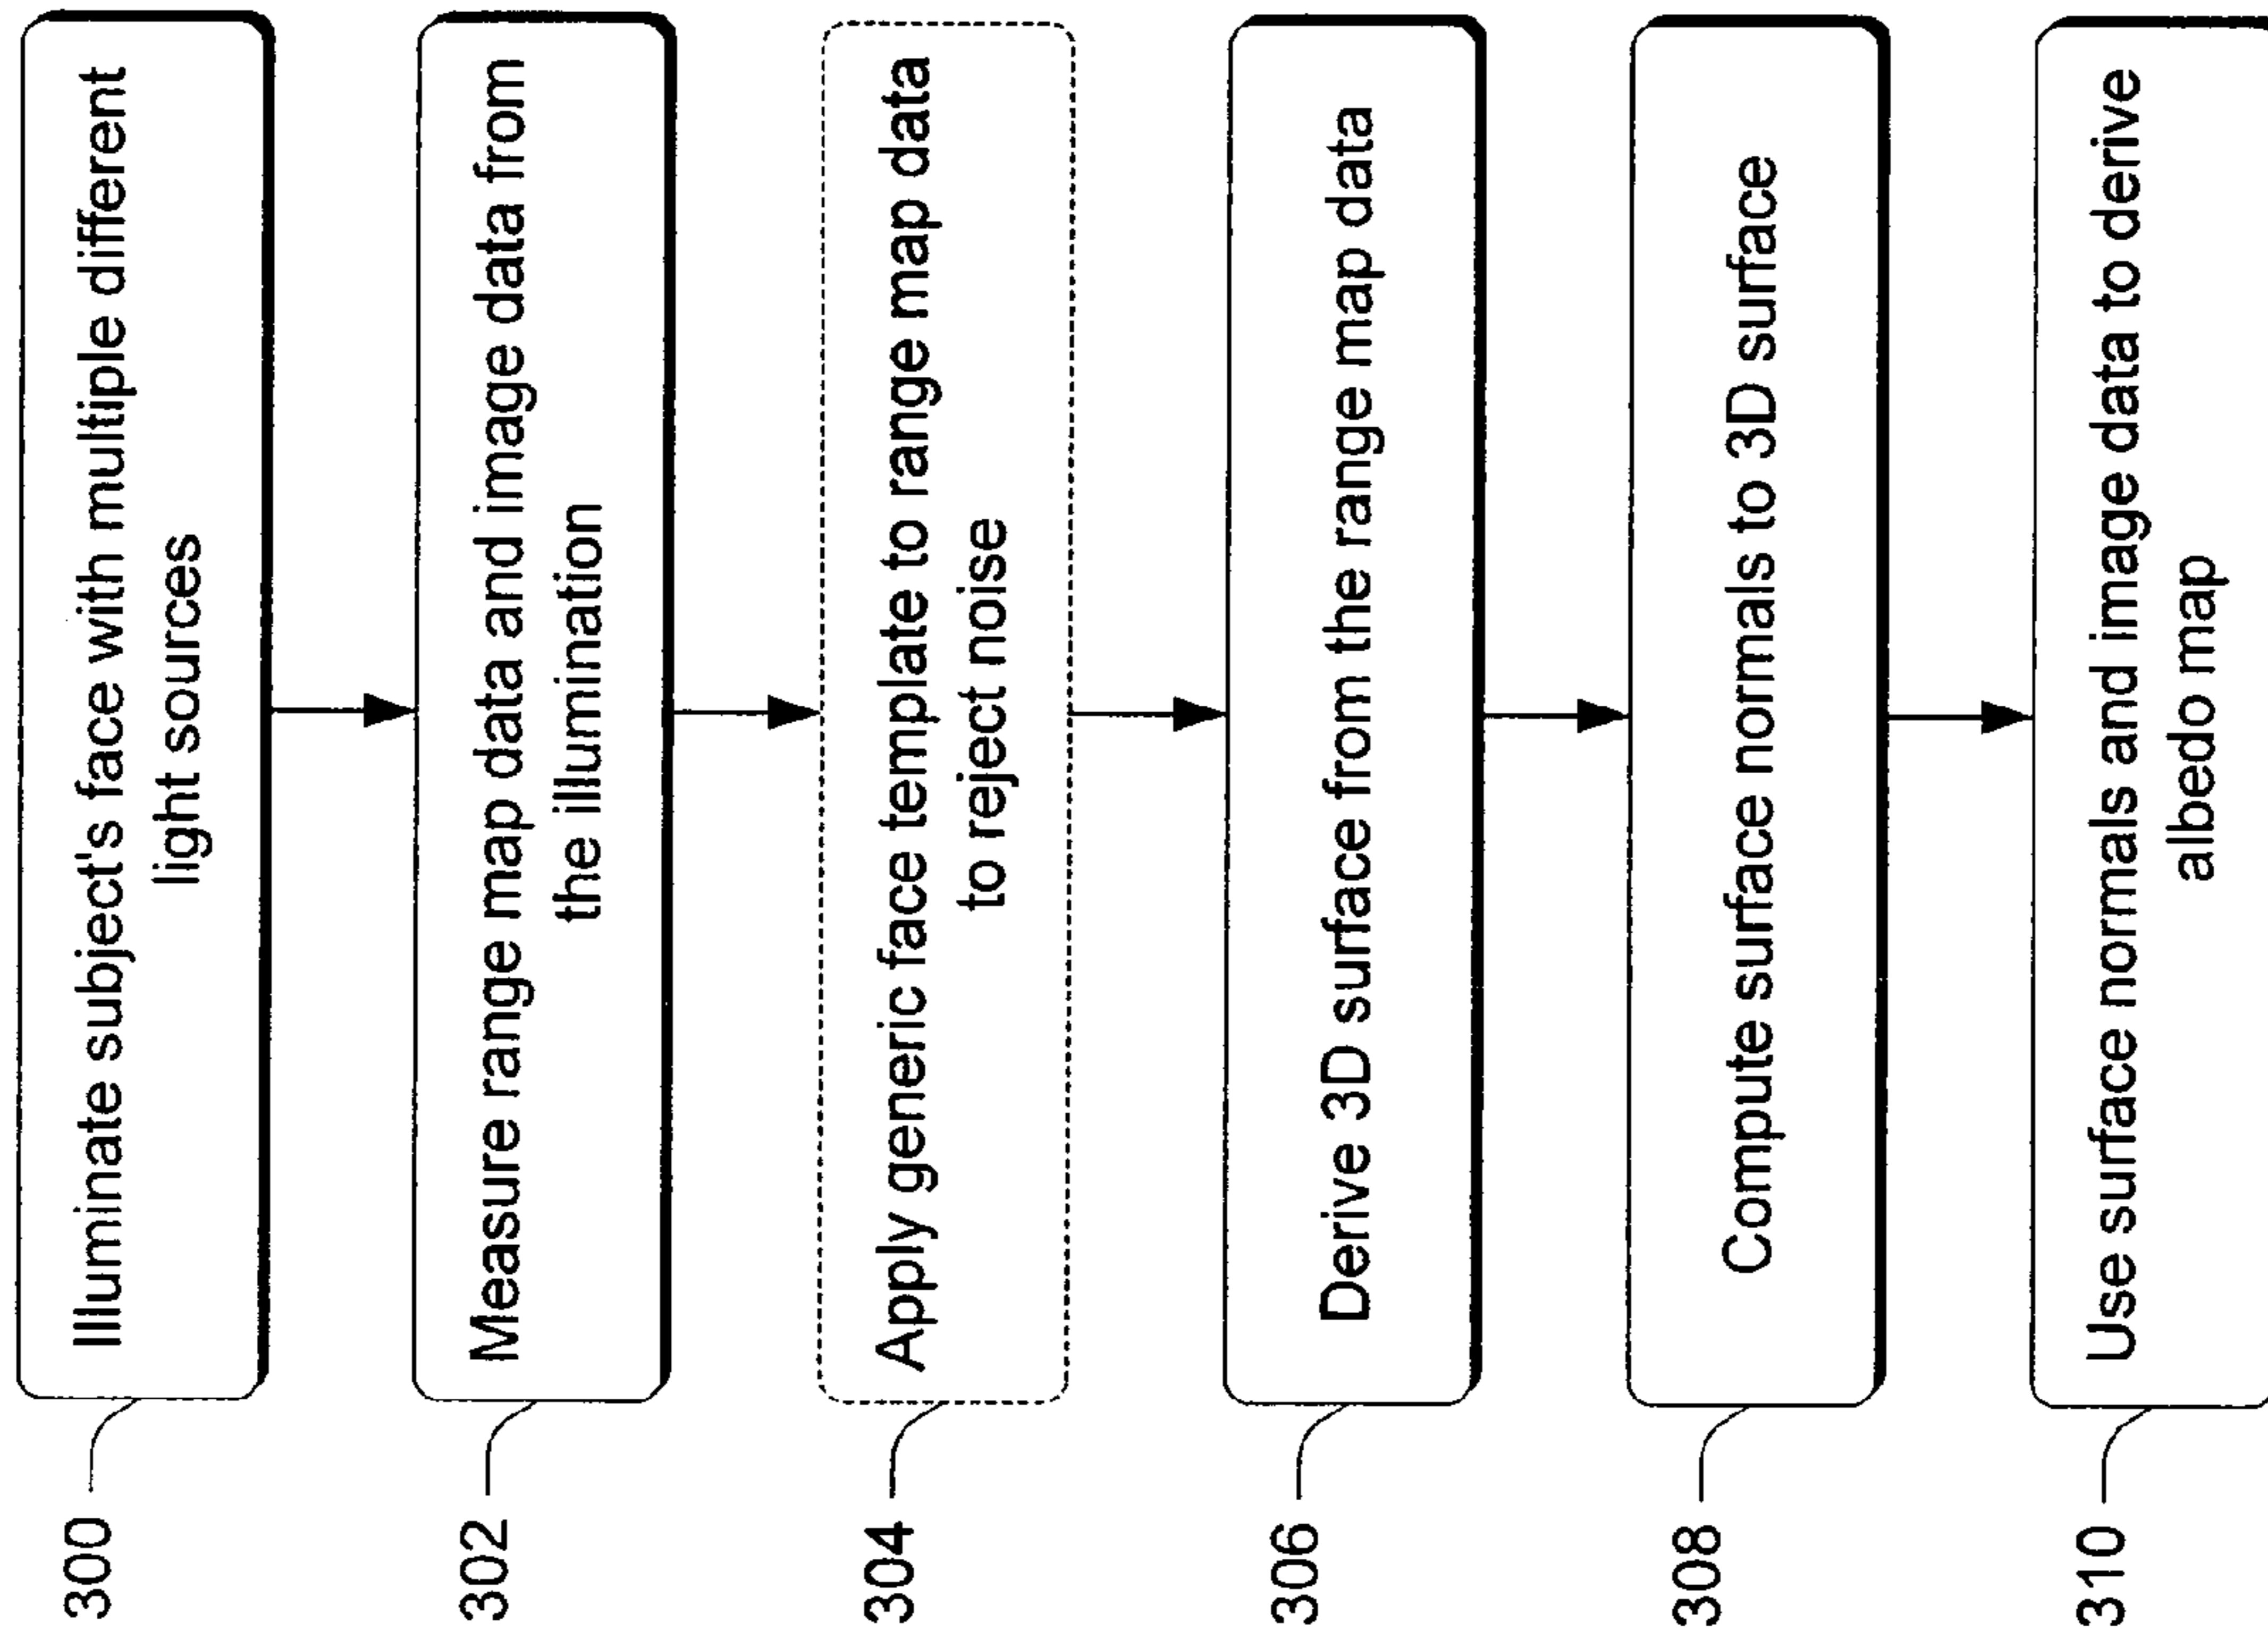 300
Illuminate subject's face with multiple different
light sources
302
Measure range map data and image data from
the illumination
304
Apply generic face template to range map data
to reject noise
306
Derive 3D surface from the range map data
308
Compute surface normals to 3D surface
310
Use surface normals and image data to derive
albedo map